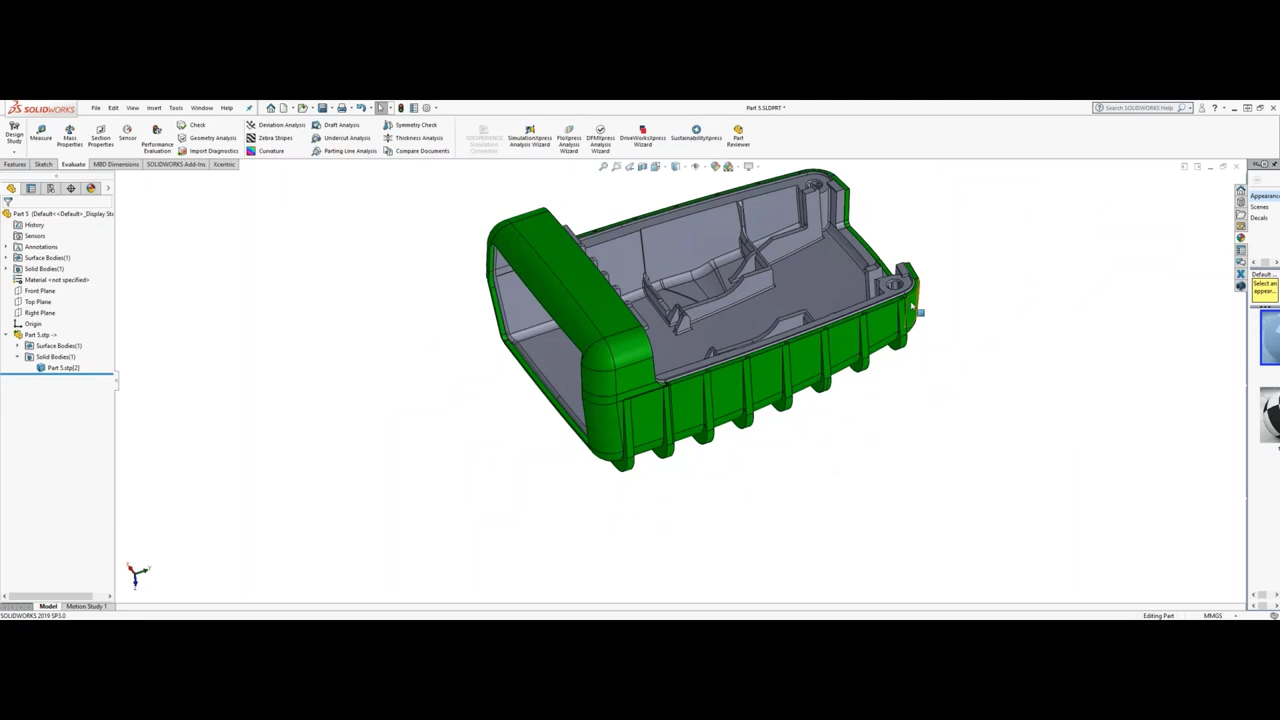 SOLIDWORKS File Edit View Insert Tools Window Help Part 5.SLDPRT * Search SOLIDWORKS Help
Design Study Measure Mass Properties Section Properties Sensor Performance Evaluation
Check
Geometry Analysis
Import Diagnostics
Deviation Analysis
Zebra Stripes
Curvature
Draft Analysis
Undercut Analysis
Parting Line Analysis
Symmetry Check
Thickness Analysis
Compare Documents
SimulationXpress Analysis Wizard FloXpress Analysis Wizard DFMXpress Analysis Wizard DriveWorksXpress Wizard SustainabilityXpress Part Reviewer
Features Sketch Evaluate MBD Dimensions SOLIDWORKS Add-Ins Xcentric
Part 5 (Default<<Default>_Display Sta
History
Sensors
Annotations
Surface Bodies(1)
Solid Bodies(1)
Material <not specified>
Front Plane
Top Plane
Right Plane
Origin
Part 5.stp ->
Surface Bodies(1)
Solid Bodies(1)
Part 5.stp[2]
Appearance
Scenes
Decals
Default ...
Select an
appear...
Model Motion Study 1
SOLIDWORKS 2019 SP3.0 Editing Part MMGS